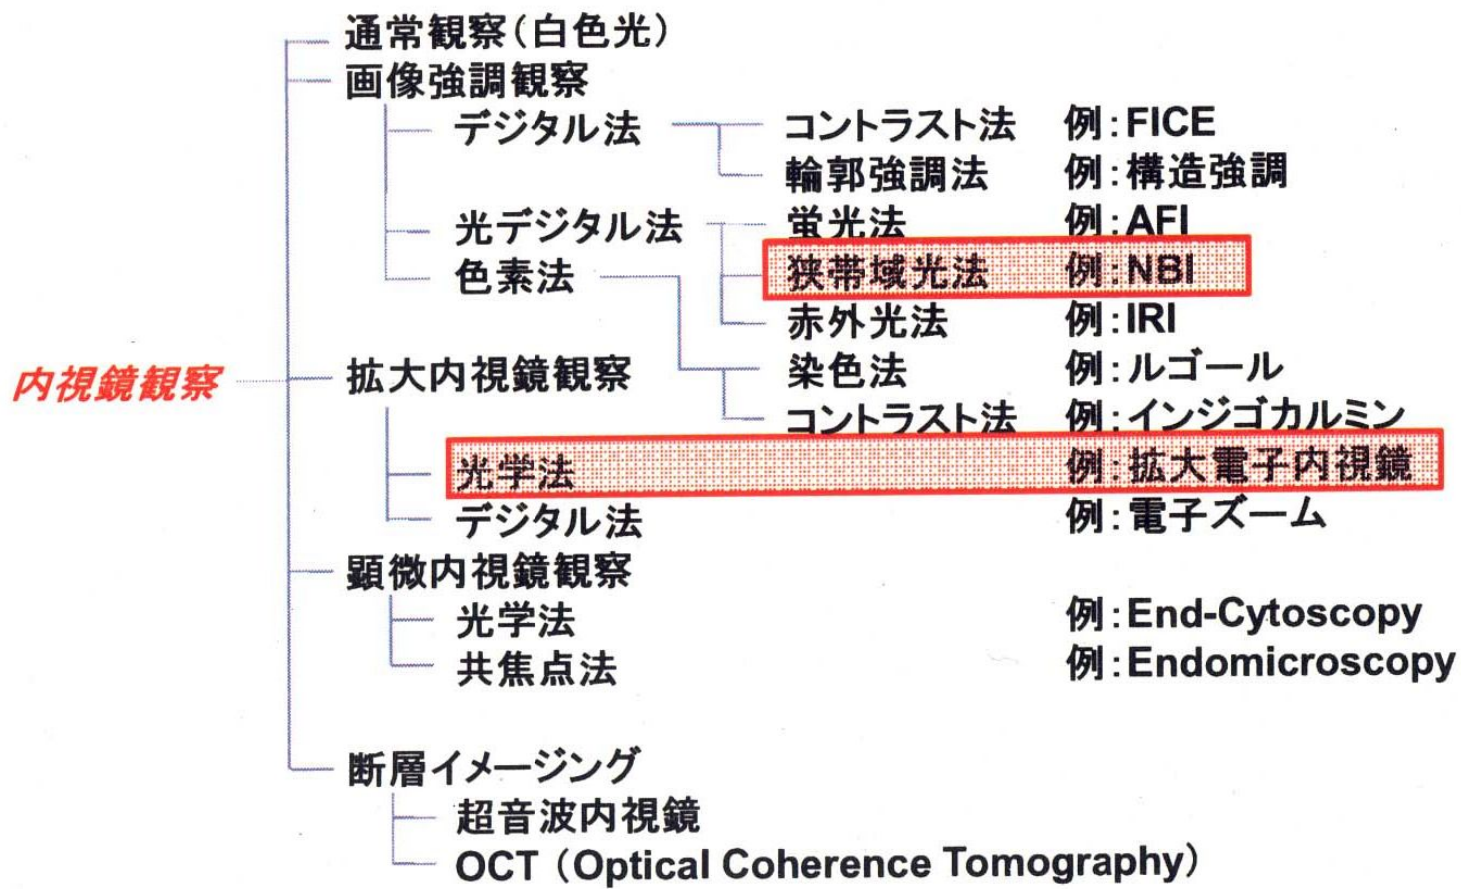 通常観察(白色光)
画像強調観察
デジタル法 コントラスト法 例:FICE
輪郭強調法 例:構造強調
光デジタル法 蛍光法 例:AFI
色素法 狭帯域光法 例:NBI
赤外光法 例:IRI
内視鏡観察 拡大内視鏡観察 染色法 例:ルゴール
コントラスト法 例:インジゴカルミン
光学法 例:拡大電子内視鏡
デジタル法 例:電子ズーム
顕微内視鏡観察
光学法 例:End-Cytoscopy
共焦点法 例:Endomicroscopy
断層イメージング
超音波内視鏡
OCT (Optical Coherence Tomography)